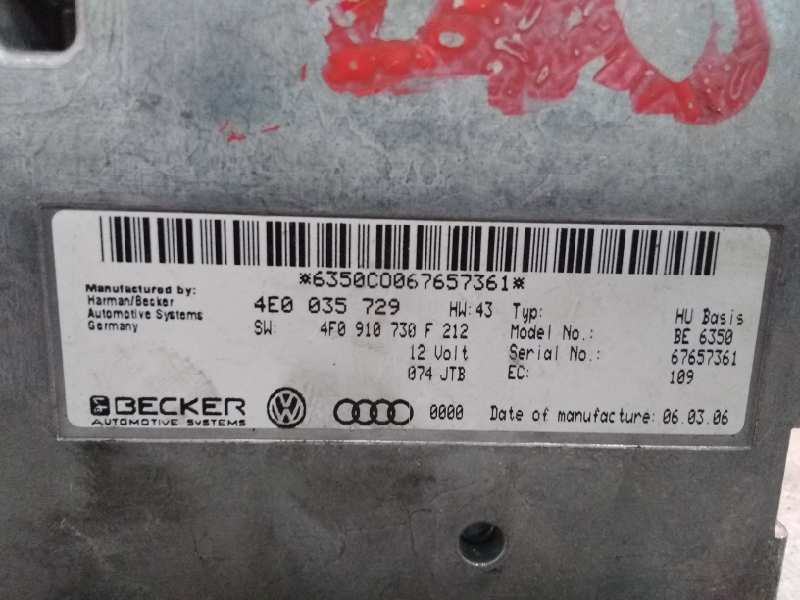 *6350CO067657361*
Manufactured by:
Harman/Becker
Automotive Systems
Germany
4E0 035 729 HW:43 Typ: HU Basis
SW: 4F0 910 730 F 212 Model No.: BE 6350
12 Volt Serial No.: 67657361
074 JTB EC: 109
BECKER
AUTOMOTIVE SYSTEMS
0000 Date of manufacture: 06.03.06